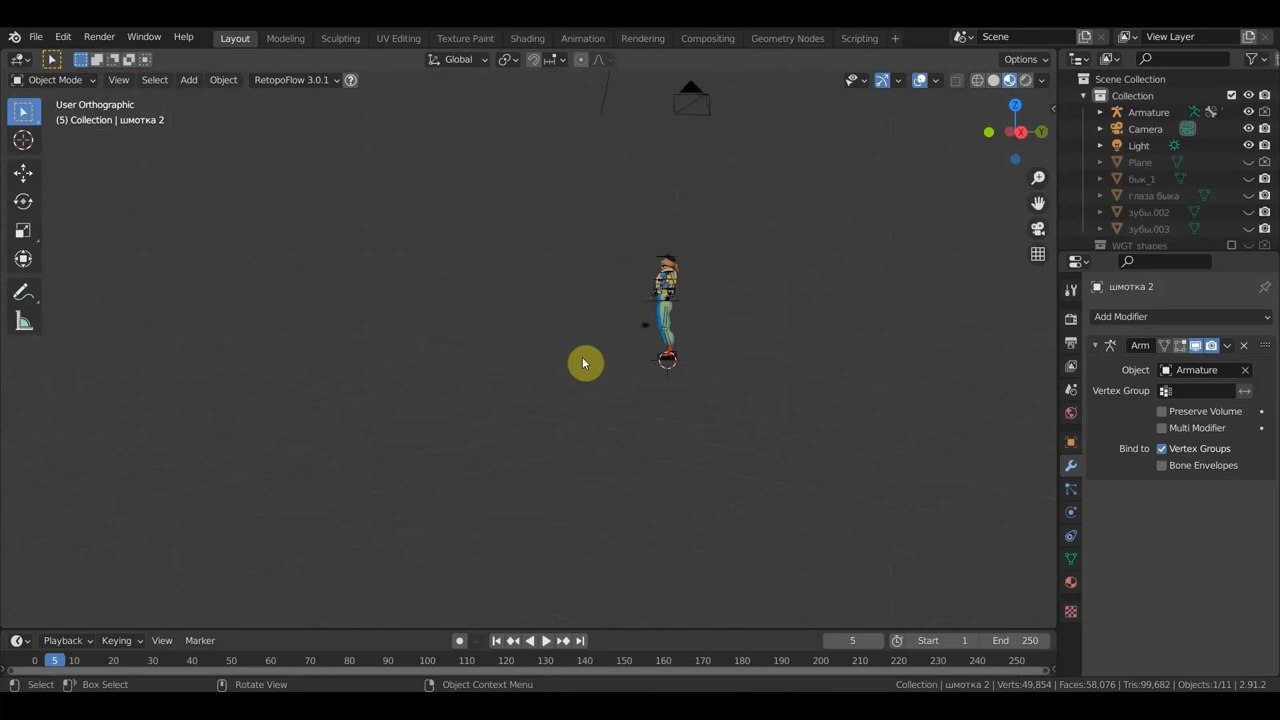 File Edit Render Window Help
Layout Modeling Sculpting UV Editing Texture Paint Shading Animation Rendering Compositing Geometry Nodes Scripting +
Scene
View Layer
Global
Options
Object Mode View Select Add Object RetopoFlow 3.0.1
User Orthographic
(5) Collection | шмотка 2
Z
X
Y
Scene Collection
Collection
Armature
Camera
Light
Plane
бык_1
глаза быка
зубы.002
зубы.003
WGT_shapes
шмотка 2
Add Modifier
Arm
Object Armature
Vertex Group
Preserve Volume
Multi Modifier
Bind to Vertex Groups
Bone Envelopes
Playback Keying View Marker
5 Start 1 End 250
0 5 10 20 30 40 50 60 70 80 90 100 110 120 130 140 150 160 170 180 190 200 210 220 230 240 250
Select Box Select Rotate View Object Context Menu
Collection | шмотка 2 | Verts:49,854 | Faces:58,076 | Tris:99,682 | Objects:1/11 | 2.91.2